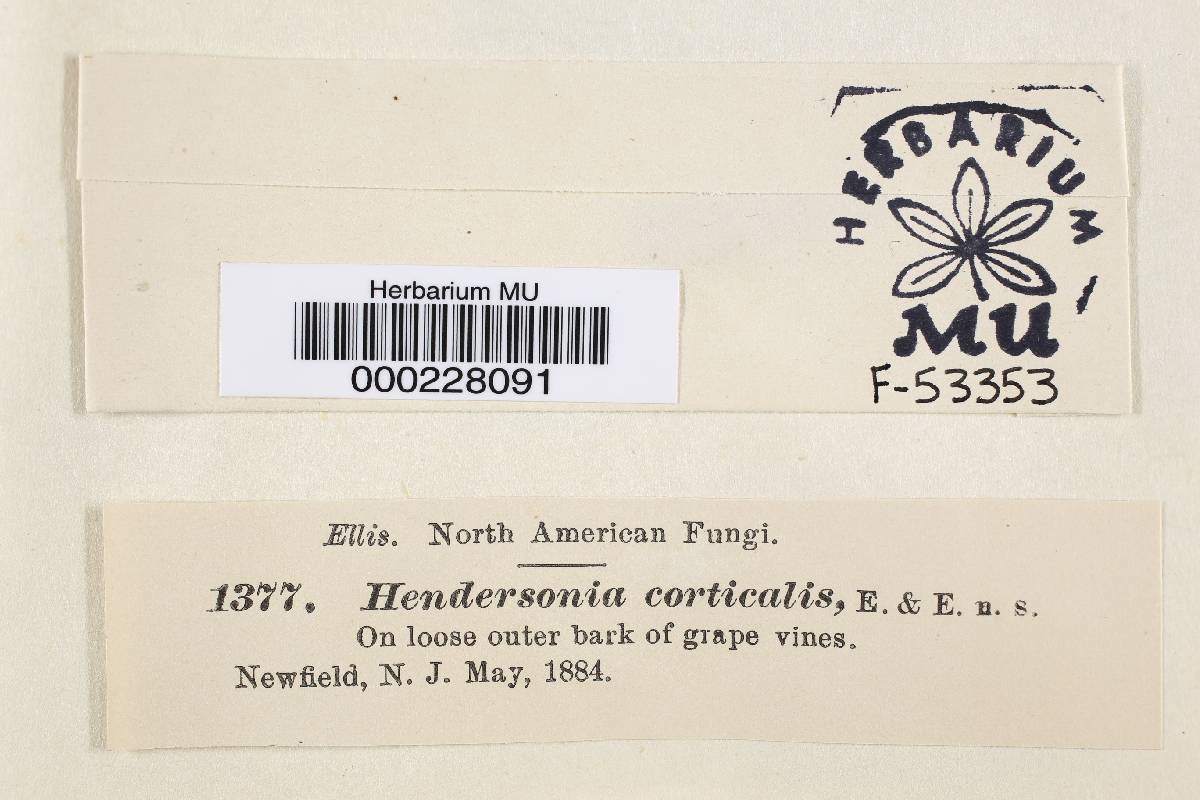 HERBARIUM
MU
F-53353
Herbarium MU
000228091
Ellis. North American Fungi.
1377. Hendersonia corticalis, E. & E. n. s.
On loose outer bark of grape vines.
Newfield, N. J. May, 1884.